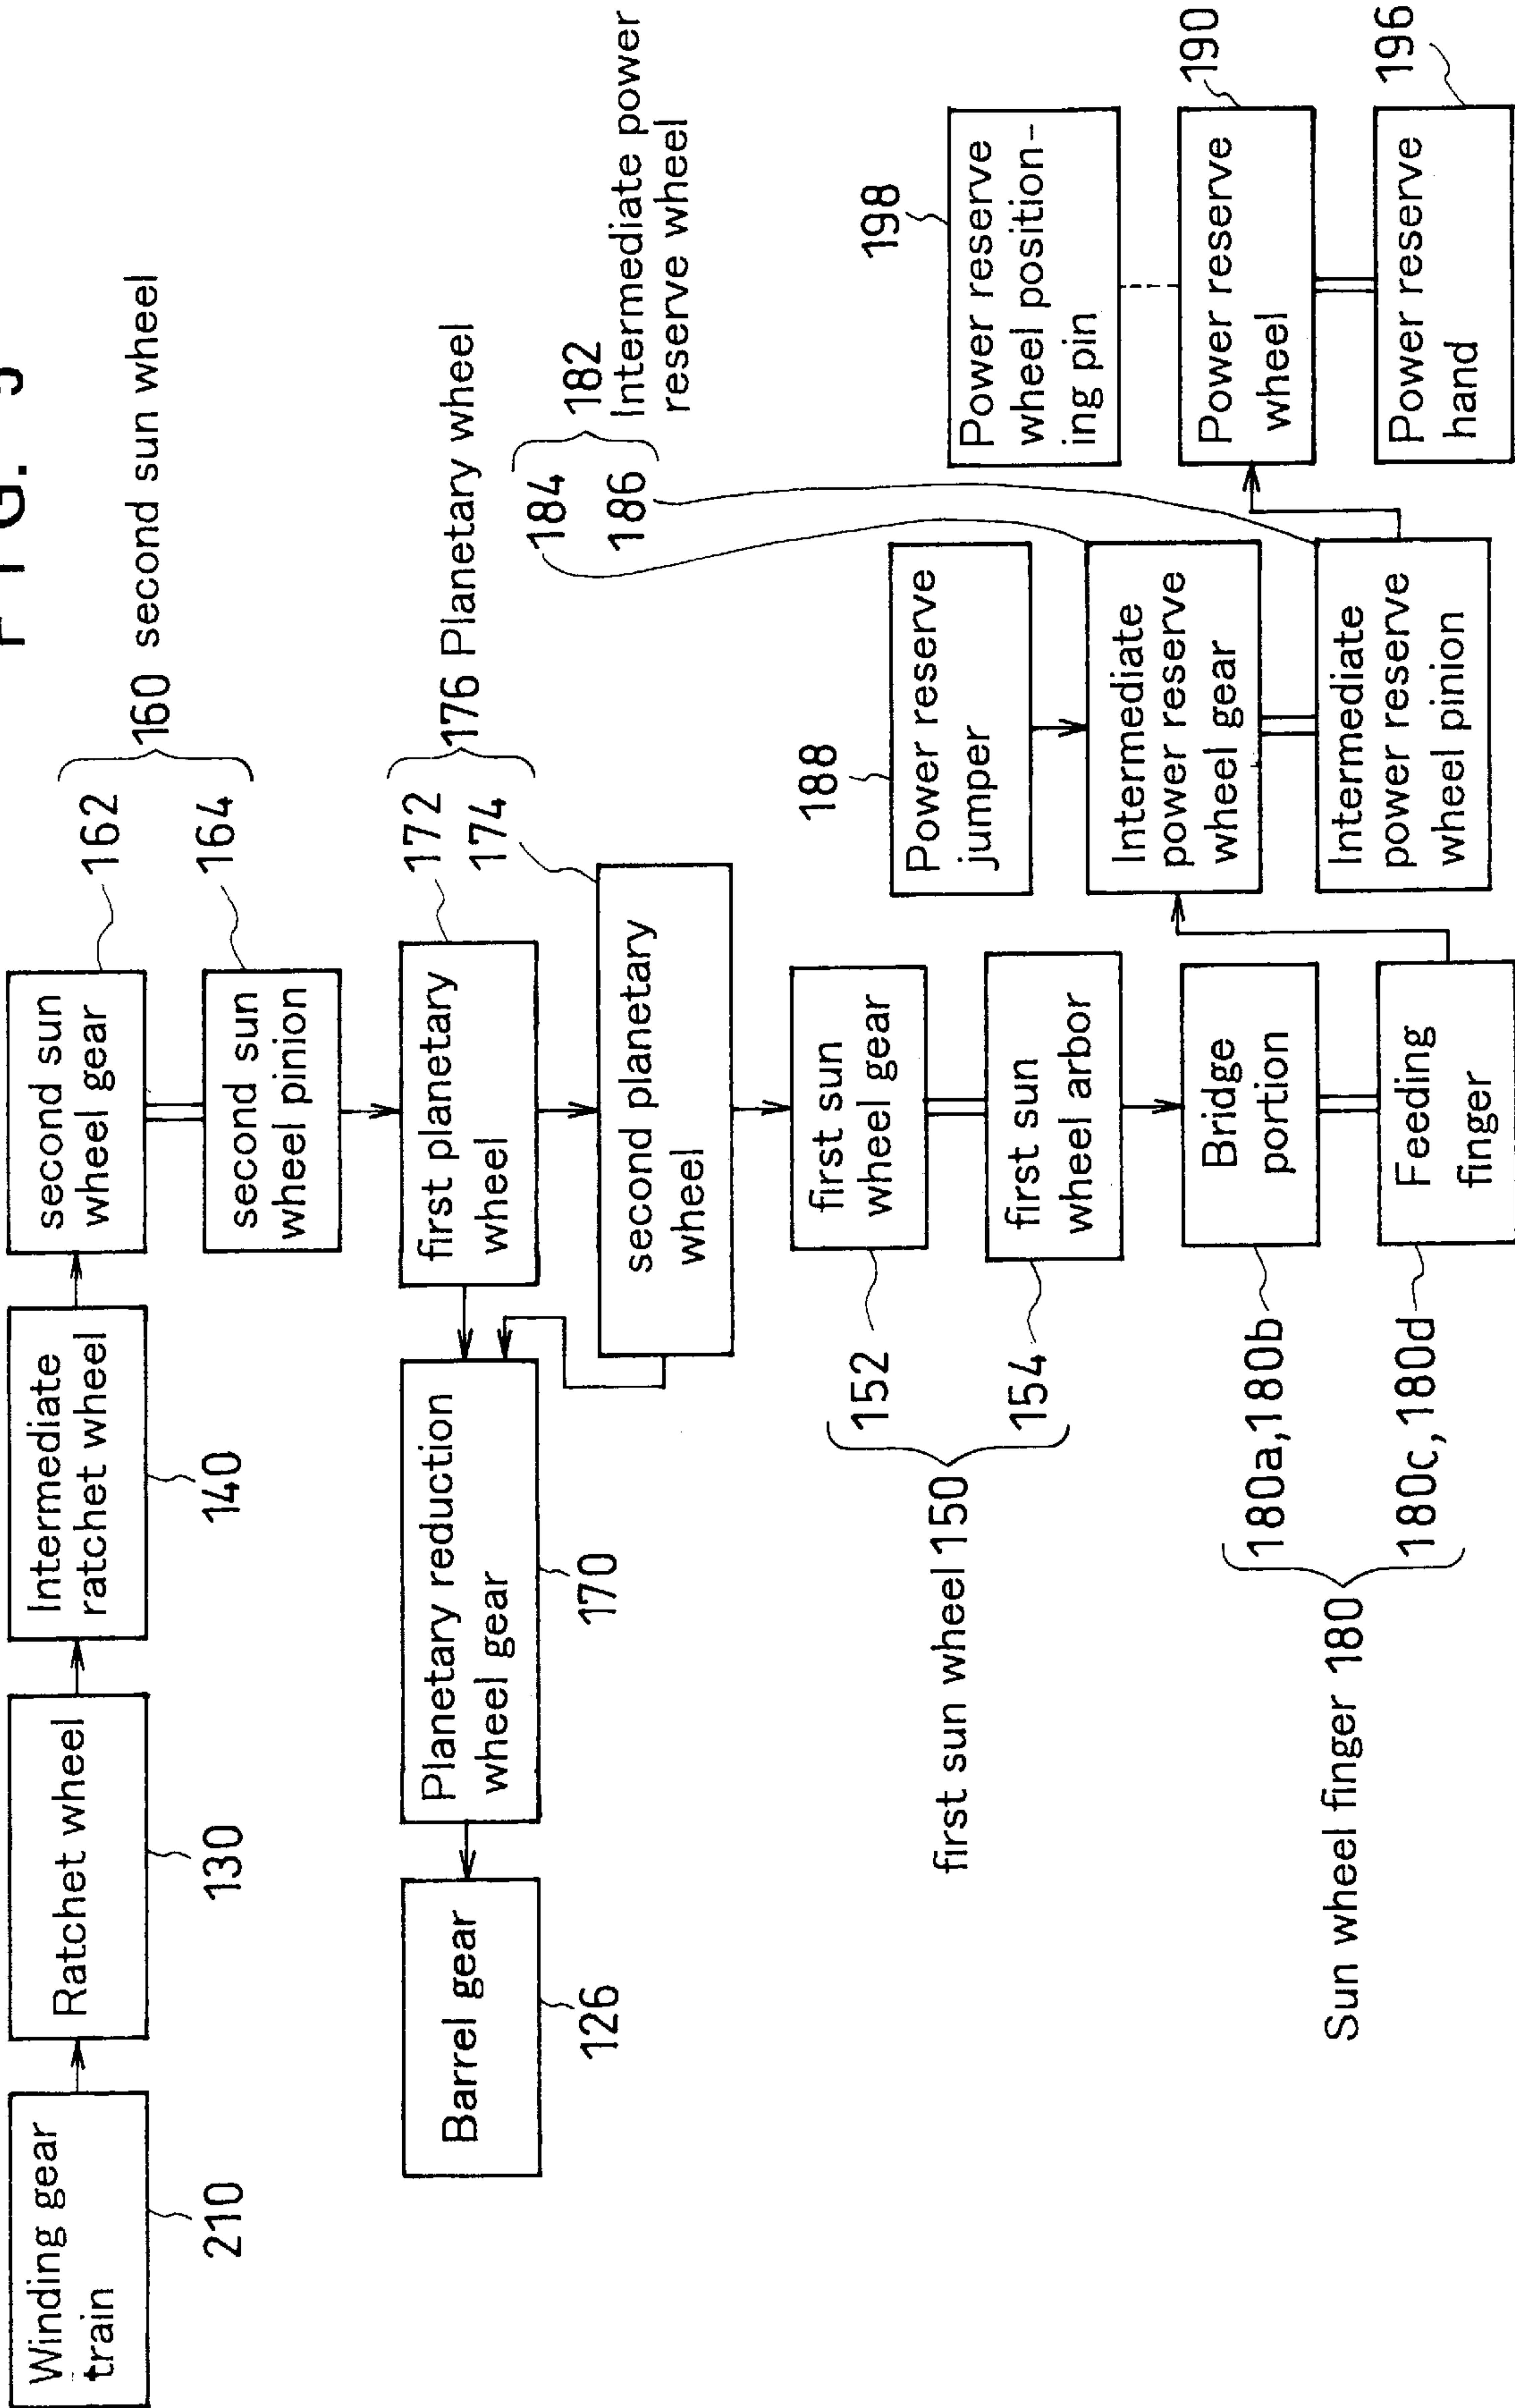 FIG. 5
Winding gear
train
210
Ratchet wheel
130
Intermediate
ratchet wheel
140
second sun
wheel gear
162
second sun
wheel pinion
164
160 second sun wheel
Barrel gear
126
Planetary reduction
wheel gear
170
first planetary
wheel
172
174
176 Planetary wheel
second planetary
wheel
184
186
182
Intermediate power
reserve wheel
first sun wheel 150
152
154
first sun
wheel gear
first sun
wheel arbor
Sun wheel finger 180
180a,180b
180c,180d
Bridge
portion
Feeding
finger
188
Power reserve
jumper
Intermediate
power reserve
wheel gear
Intermediate
power reserve
wheel pinion
198
Power reserve
wheel position-
ing pin
Power reserve
wheel
190
Power reserve
hand
196